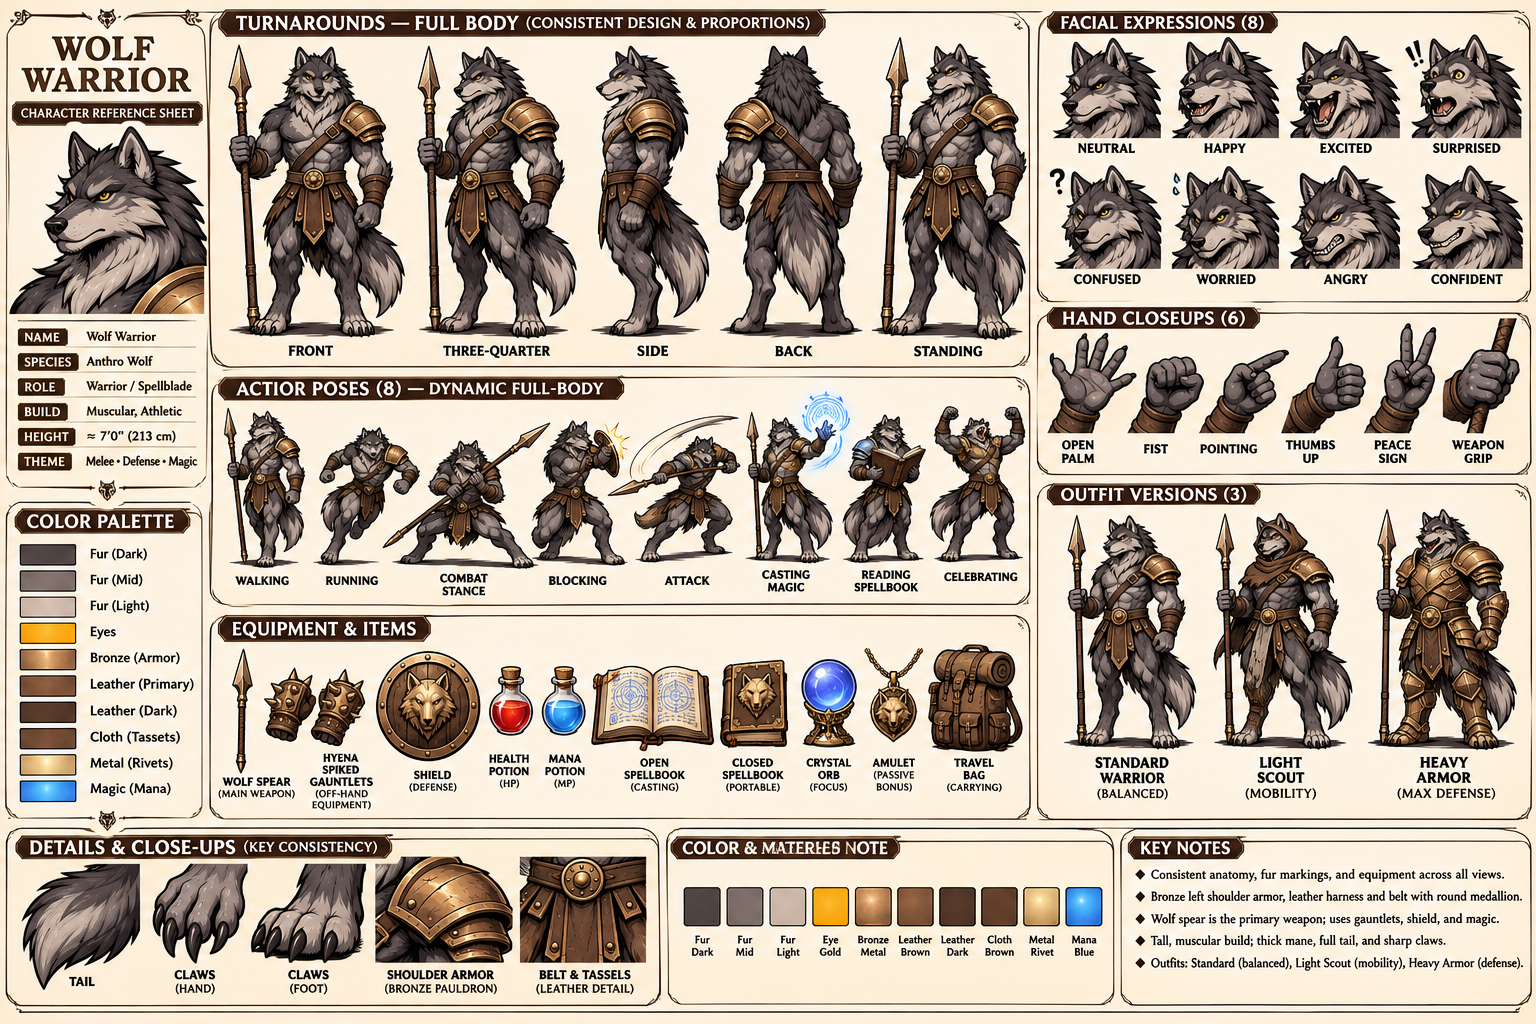 WOLF
WARRIOR
CHARACTER REFERENCE SHEET
NAME Wolf Warrior
SPECIES Anthro Wolf
ROLE Warrior / Spellblade
BUILD Muscular, Athletic
HEIGHT ≈ 7'0" (213 cm)
THEME Melee • Defense • Magic
COLOR PALETTE
Fur (Dark)
Fur (Mid)
Fur (Light)
Eyes
Bronze (Armor)
Leather (Primary)
Leather (Dark)
Cloth (Tassets)
Metal (Rivets)
Magic (Mana)
TURNAROUNDS — FULL BODY (CONSISTENT DESIGN & PROPORTIONS)
FRONT
THREE-QUARTER
SIDE
BACK
STANDING
ACTIOR POSES (8) — DYNAMIC FULL-BODY
WALKING
RUNNING
COMBAT
STANCE
BLOCKING
ATTACK
CASTING
MAGIC
READING
SPELLBOOK
CELEBRATING
EQUIPMENT & ITEMS
WOLF SPEAR
(MAIN WEAPON)
HYENA
SPIKED
GAUNTLETS
(OFF-HAND
EQUIPMENT)
SHIELD
(DEFENSE)
HEALTH
POTION
(HP)
MANA
POTION
(MP)
OPEN
SPELLBOOK
(CASTING)
CLOSED
SPELLBOOK
(PORTABLE)
CRYSTAL
ORB
(FOCUS)
AMULET
(PASSIVE
BONUS)
TRAVEL
BAG
(CARRYING)
FACIAL EXPRESSIONS (8)
NEUTRAL
HAPPY
EXCITED
!!
SURPRISED
?
CONFUSED
WORRIED
ANGRY
CONFIDENT
HAND CLOSEUPS (6)
OPEN
PALM
FIST
POINTING
THUMBS
UP
PEACE
SIGN
WEAPON
GRIP
OUTFIT VERSIONS (3)
STANDARD
WARRIOR
(BALANCED)
LIGHT
SCOUT
(MOBILITY)
HEAVY
ARMOR
(MAX DEFENSE)
DETAILS & CLOSE-UPS (KEY CONSISTENCY)
TAIL
CLAWS
(HAND)
CLAWS
(FOOT)
SHOULDER ARMOR
(BRONZE PAULDRON)
BELT & TASSELS
(LEATHER DETAIL)
COLOR & NOTE
Fur
Dark
Fur
Mid
Fur
Light
Eye
Gold
Bronze
Metal
Leather
Brown
Leather
Dark
Cloth
Brown
Metal
Rivet
Mana
Blue
KEY NOTES
◆ Consistent anatomy, fur markings, and equipment across all views.
◆ Bronze left shoulder armor, leather harness and belt with round medallion.
◆ Wolf spear is the primary weapon; uses gauntlets, shield, and magic.
◆ Tall, muscular build; thick mane, full tail, and sharp claws.
◆ Outfits: Standard (balanced), Light Scout (mobility), Heavy Armor (defense).